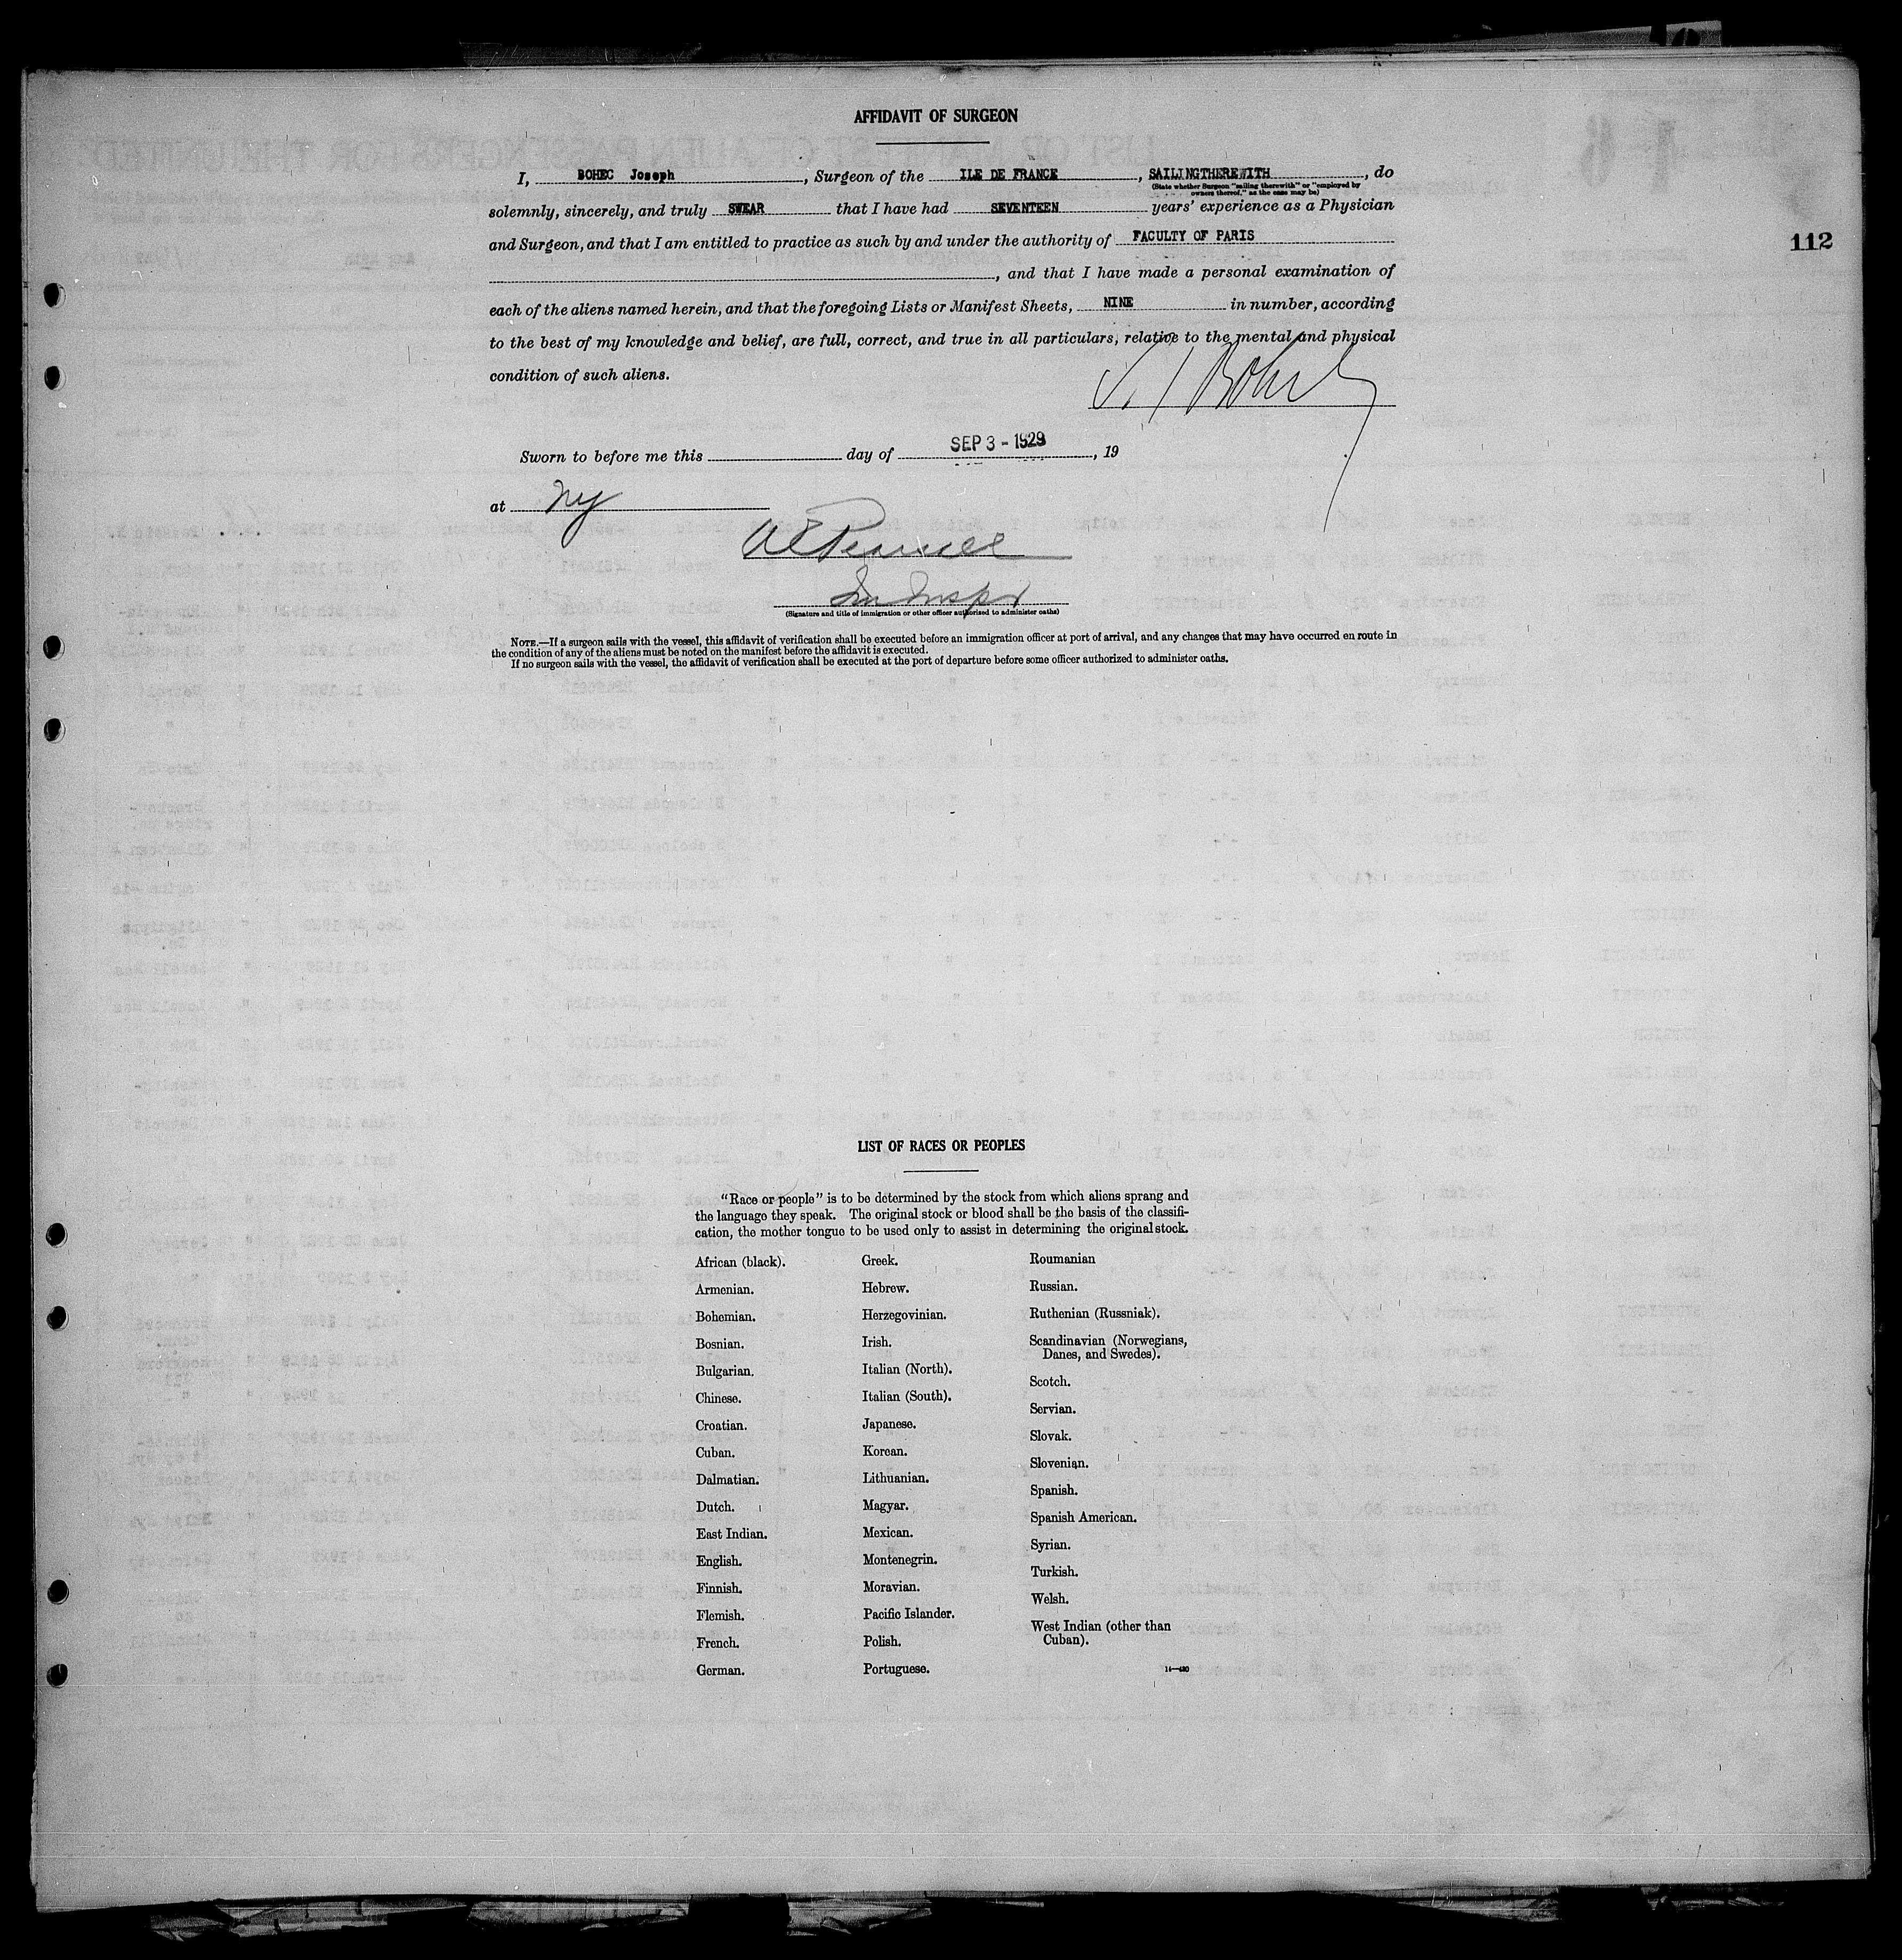 AFFIDAVIT OF SURGEON
I, BOHEC Joseph, Surgeon of the ILE DE FRANCE, SAILINGTHEREWITH, do
(State whether Surgeon "sailing therewith" or "employed by
owners thereof," as the case may be)
solemnly, sincerely, and truly SWEAR that I have had SEVENTEEN years' experience as a Physician
112
and Surgeon, and that I am entitled to practice as such by and under the authority of FACULTY OF PARIS
, and that I have made a personal examination of
each of the aliens named herein, and that the foregoing Lists or Manifest Sheets, NINE in number, according
to the best of my knowledge and belief, are full, correct, and true in all particulars, relative to the mental and physical
condition of such aliens.
Sworn to before me this day of SEP 3 - 1929, 19
at NY
Im Inspr
(Signature and title of immigration or other officer authorized to administer oaths)
NOTE.—If a surgeon sails with the vessel, this affidavit of verification shall be executed before an immigration officer at port of arrival, and any changes that may have occurred en route in
the condition of any of the aliens must be noted on the manifest before the affidavit is executed.
If no surgeon sails with the vessel, the affidavit of verification shall be executed at the port of departure before some officer authorized to administer oaths.
LIST OF RACES OR PEOPLES
"Race or people" is to be determined by the stock from which aliens sprang and
the language they speak. The original stock or blood shall be the basis of the classifi-
cation, the mother tongue to be used only to assist in determining the original stock.
African (black).
Armenian.
Bohemian.
Bosnian.
Bulgarian.
Chinese.
Croatian.
Cuban.
Dalmatian.
Dutch.
East Indian.
English.
Finnish.
Flemish.
French.
German.
Greek.
Hebrew.
Herzegovinian.
Irish.
Italian (North).
Italian (South).
Japanese.
Korean.
Lithuanian.
Magyar.
Mexican.
Montenegrin.
Moravian.
Pacific Islander.
Polish.
Portuguese.
Roumanian
Russian.
Ruthenian (Russniak).
Scandinavian (Norwegians,
Danes, and Swedes).
Scotch.
Servian.
Slovak.
Slovenian.
Spanish.
Spanish American.
Syrian.
Turkish.
Welsh.
West Indian (other than
Cuban).